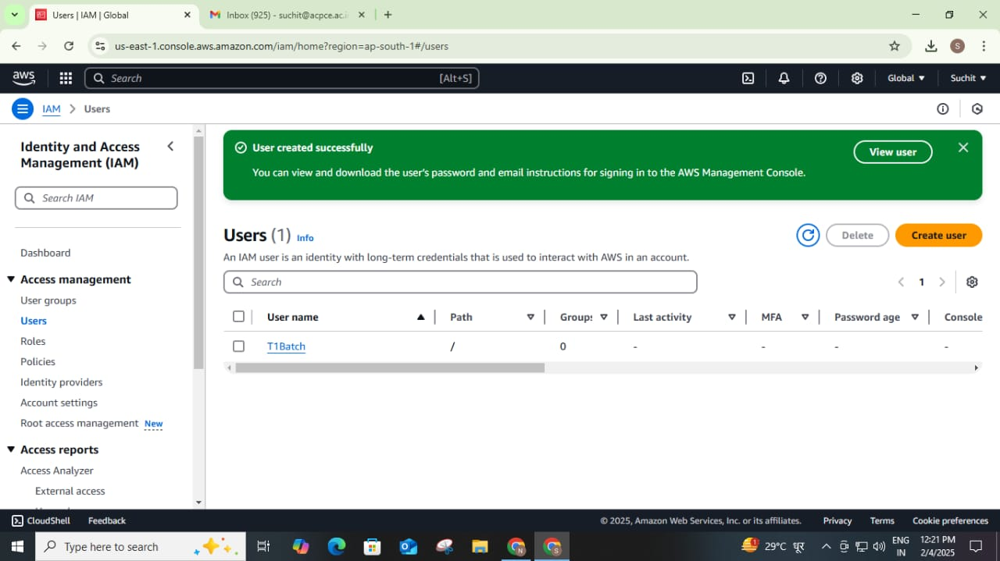 Users | IAM | Global
Inbox (925) - suchit@acpce.ac.i
us-east-1.console.aws.amazon.com/iam/home?region=ap-south-1#/users
S
aws
Search
[Alt+S]
Global
Suchit
IAM
Users
Identity and Access
Management (IAM)
Search IAM
Dashboard
Access management
User groups
Users
Roles
Policies
Identity providers
Account settings
Root access management New
Access reports
Access Analyzer
External access
User created successfully
You can view and download the user's password and email instructions for signing in to the AWS Management Console.
View user
Users (1) Info
Delete
Create user
An IAM user is an identity with long-term credentials that is used to interact with AWS in an account.
Search
1
User name Path Groups Last activity MFA Password age Console
T1Batch / 0 - - - -
CloudShell Feedback
© 2025, Amazon Web Services, Inc. or its affiliates. Privacy Terms Cookie preferences
Type here to search
29°C धूप
ENG
IN
12:21 PM
2/4/2025